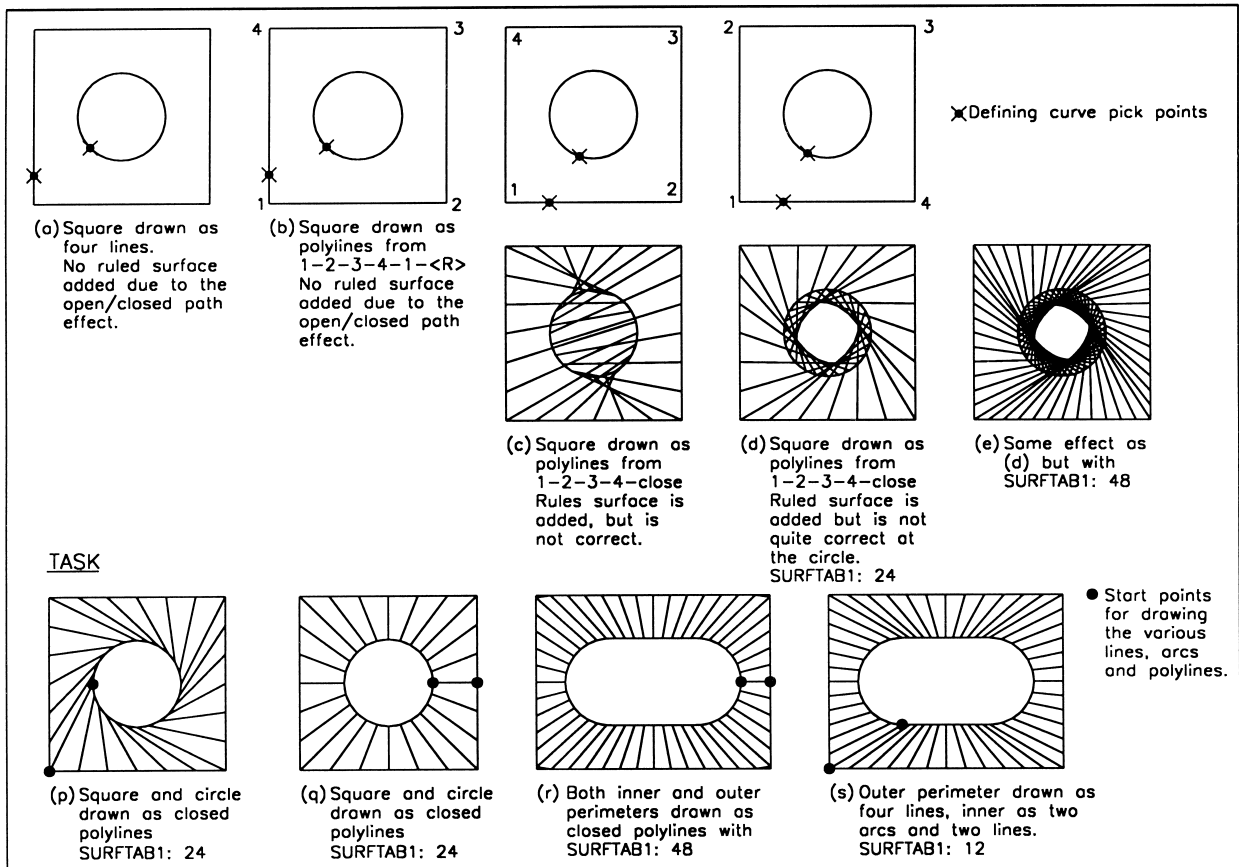 4
3
1
2
4
3
1
2
2
3
1
4
Defining curve pick points
(a) Square drawn as
four lines.
No ruled surface
added due to the
open/closed path
effect.
(b) Square drawn as
polylines from
1-2-3-4-1-<R>
No ruled surface
added due to the
open/closed path
effect.
(c) Square drawn as
polylines from
1-2-3-4-close
Rules surface is
added, but is
not correct.
(d) Square drawn as
polylines from
1-2-3-4-close
Ruled surface is
added but is not
quite correct at
the circle.
SURFTAB1: 24
(e) Same effect as
(d) but with
SURFTAB1: 48
TASK
Start points
for drawing
the various
lines, arcs
and polylines.
(p) Square and circle
drawn as closed
polylines
SURFTAB1: 24
(q) Square and circle
drawn as closed
polylines
SURFTAB1: 24
(r) Both inner and outer
perimeters drawn as
closed polylines with
SURFTAB1: 48
(s) Outer perimeter drawn as
four lines, inner as two
arcs and two lines.
SURFTAB1: 12